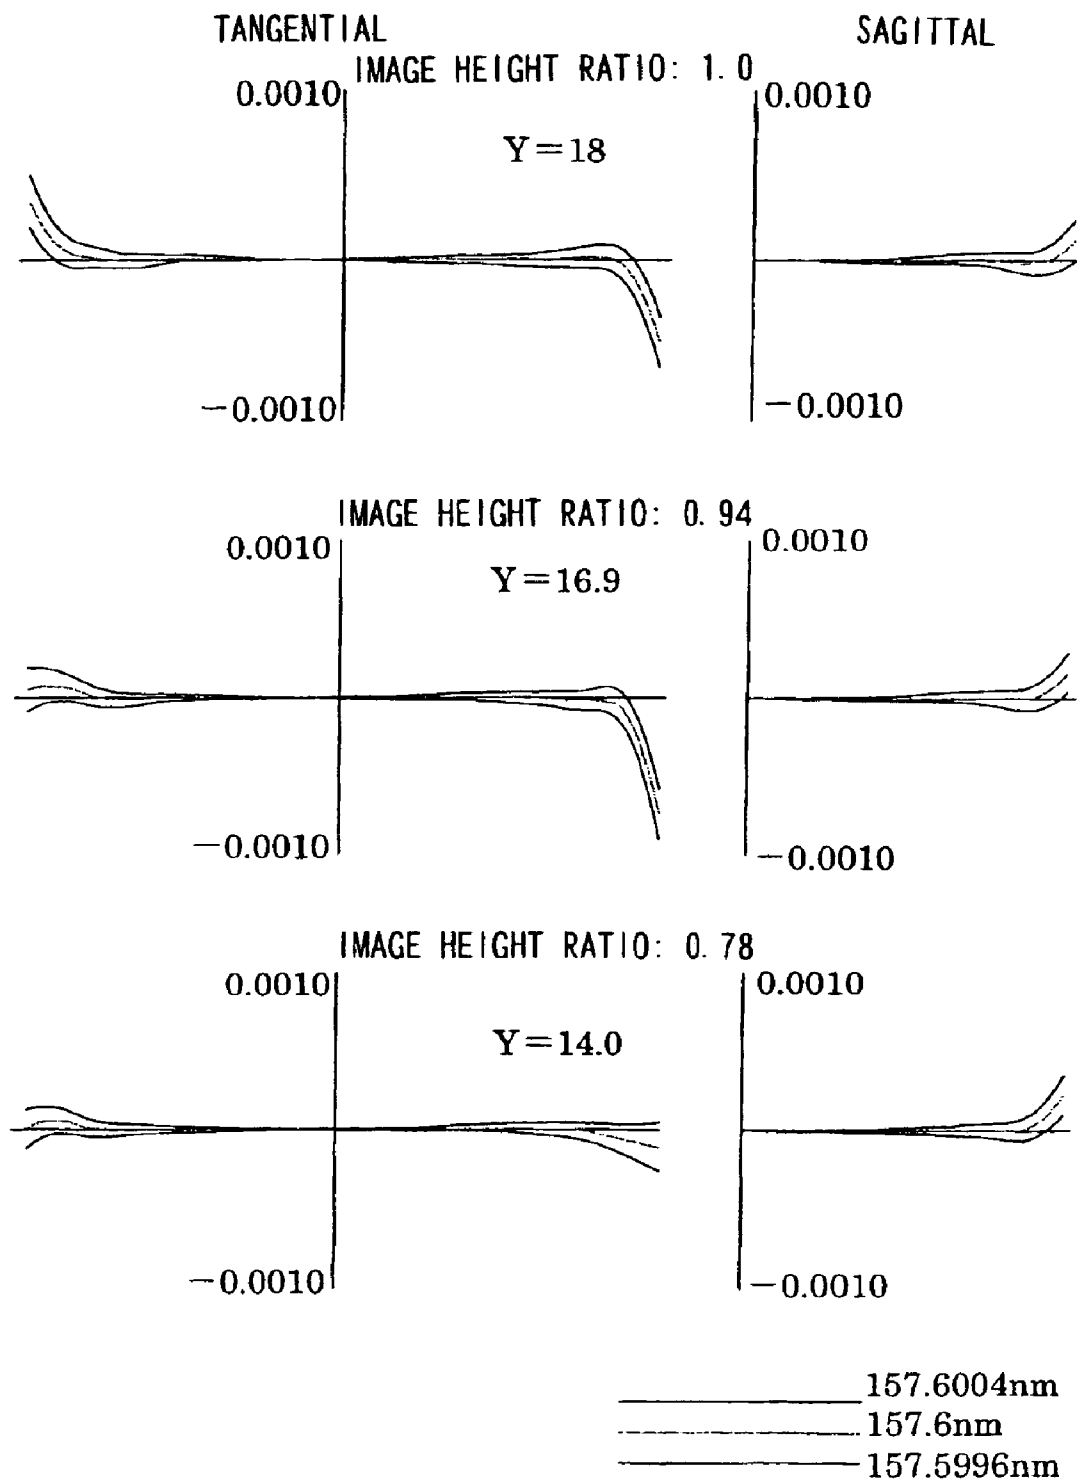 TANGENTIAL
SAGITTAL
IMAGE HEIGHT RATIO: 1.0
0.0010
0.0010
Y=18
−0.0010
−0.0010
IMAGE HEIGHT RATIO: 0.94
0.0010
0.0010
Y=16.9
−0.0010
−0.0010
IMAGE HEIGHT RATIO: 0.78
0.0010
0.0010
Y=14.0
−0.0010
−0.0010
157.6004nm
157.6nm
157.5996nm